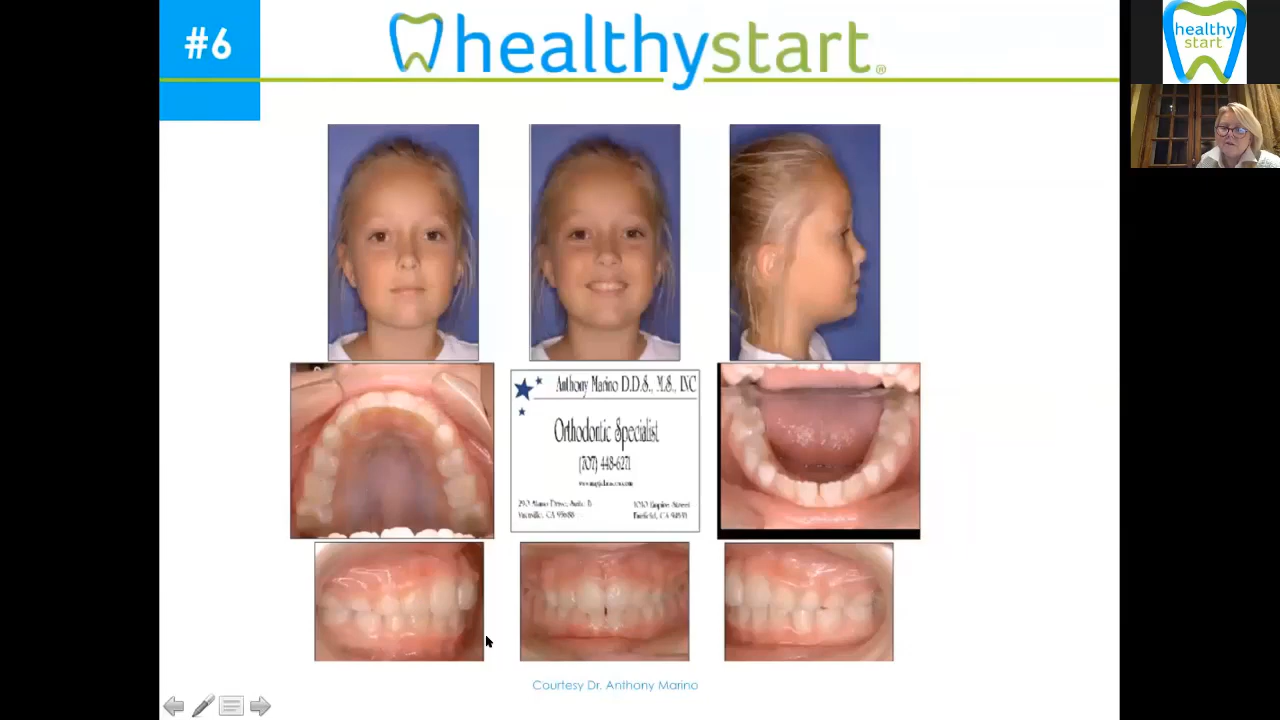 #6
healthystart®
healthy
start
Anthony Marino D.D.S., M.S., INC
Orthodontic Specialist
(707) 448-6271
Courtesy Dr. Anthony Marino